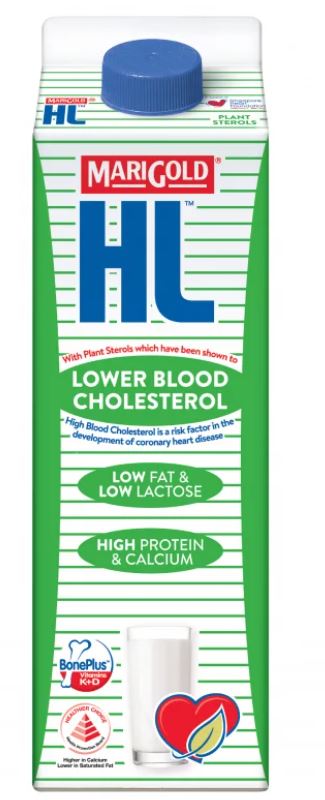 MARIGOLD
HL
PLANT
STEROLS
MARIGOLD®
HL™
With Plant Sterols which have been shown to
LOWER BLOOD
CHOLESTEROL
High Blood Cholesterol is a risk factor in the
development of coronary heart disease
LOW FAT &
LOW LACTOSE
HIGH PROTEIN
& CALCIUM
BonePlus™
Vitamins
K+D
HEALTHIER CHOICE
Higher in Calcium
Lower in Saturated Fat